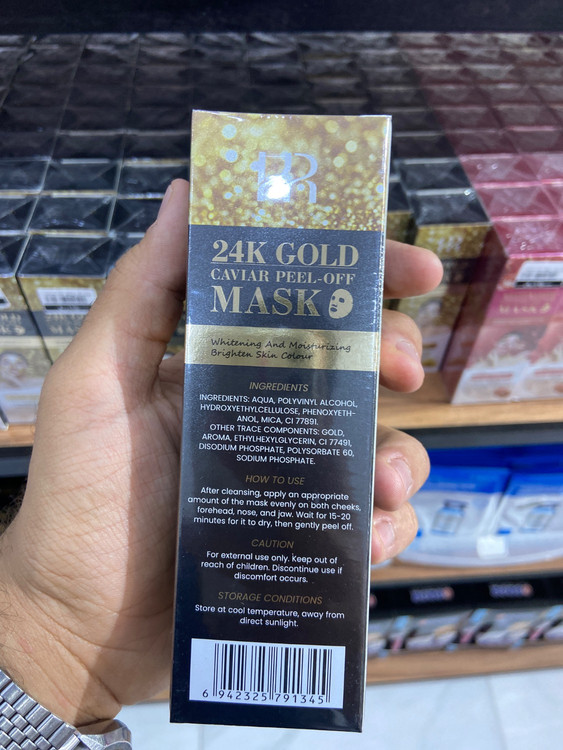 24K GOLD
CAVIAR PEEL-OFF
MASK
Whitening And Moisturizing
Brighten Skin Colour
INGREDIENTS
INGREDIENTS: AQUA, POLYVINYL ALCOHOL,
HYDROXYETHYLCELLULOSE, PHENOXYETH-
ANOL, MICA, CI 77891.
OTHER TRACE COMPONENTS: GOLD,
AROMA, ETHYLHEXYLGLYCERIN, CI 77491,
DISODIUM PHOSPHATE, POLYSORBATE 60,
SODIUM PHOSPHATE.
HOW TO USE
After cleansing, apply an appropriate
amount of the mask evenly on both cheeks,
forehead, nose, and jaw. Wait for 15-20
minutes for it to dry, then gently peel off.
CAUTION
For external use only. Keep out of
reach of children. Discontinue use if
discomfort occurs.
STORAGE CONDITIONS
Store at cool temperature, away from
direct sunlight.
6 942325 791345
MASK